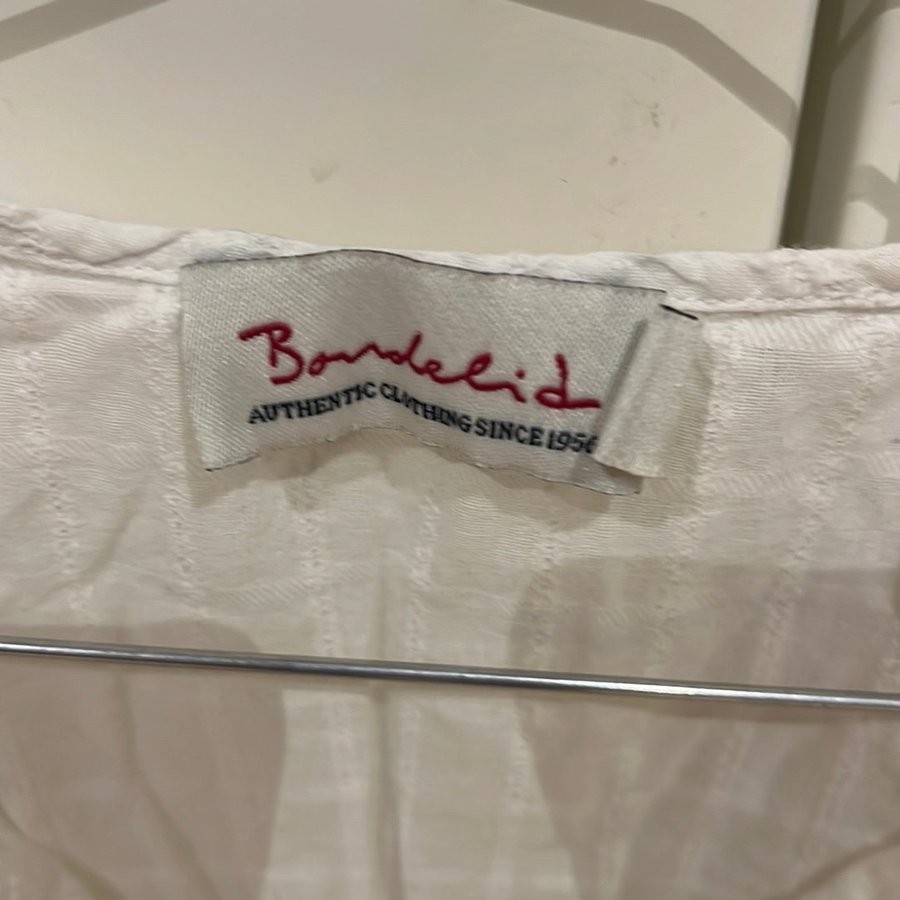 Bondelid
AUTHENTIC CLOTHING SINCE 1956